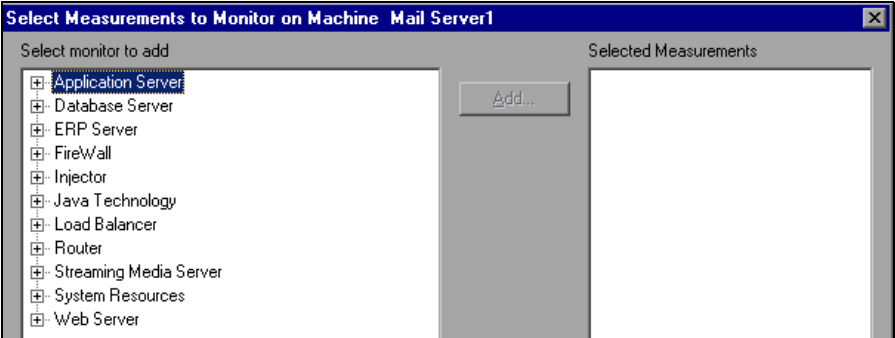 Select Measurements to Monitor on Machine  Mail Server1
Select monitor to add
Selected Measurements
Application Server
Add...
Database Server
ERP Server
FireWall
Injector
Java Technology
Load Balancer
Router
Streaming Media Server
System Resources
Web Server